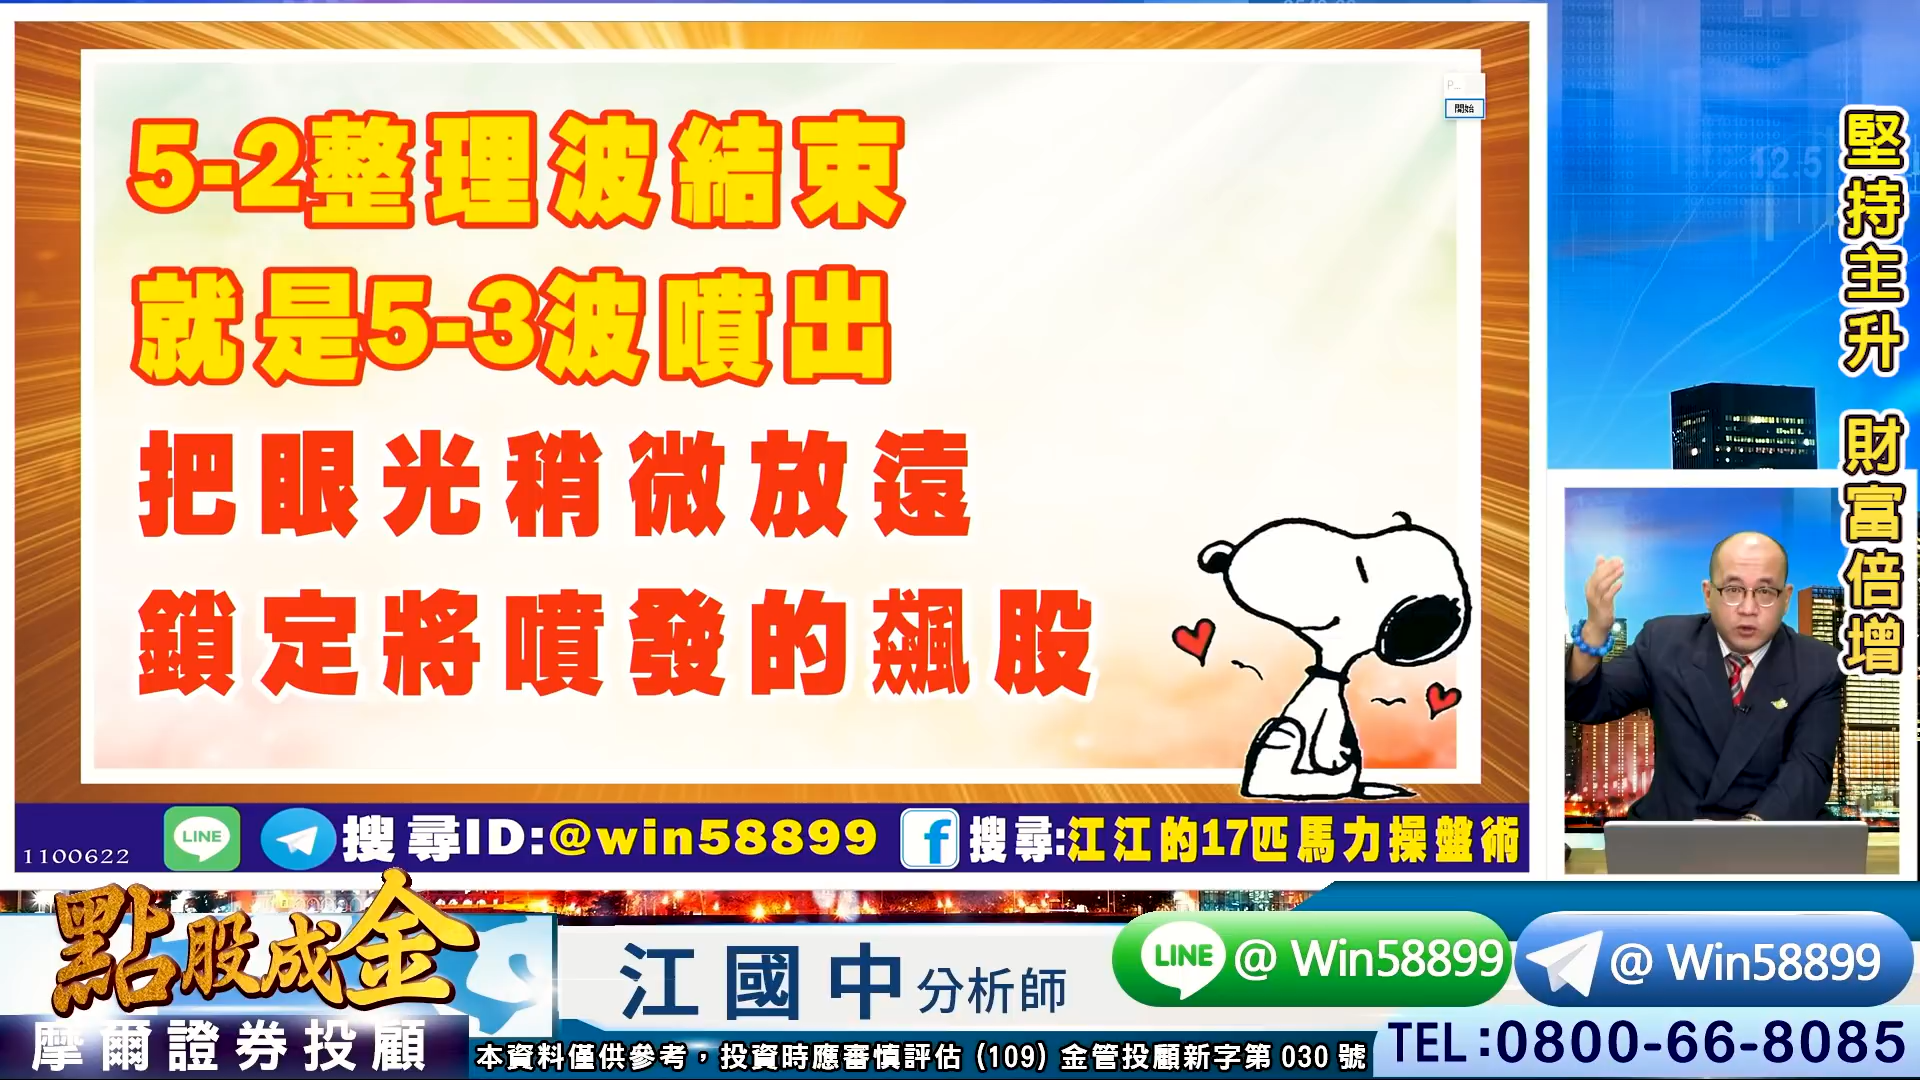 5-2整理波結束
就是5-3波噴出
把眼光稍微放遠
鎖定將噴發的飆股
P...
開始
堅持主升 財富倍增
1100622
LINE
搜尋ID:@win58899
搜尋:江江的17匹馬力操盤術
點股成金
摩爾證券投顧
江國中分析師
LINE @ Win58899
@ Win58899
TEL:0800-66-8085
本資料僅供參考，投資時應審慎評估 (109) 金管投顧新字第 030 號